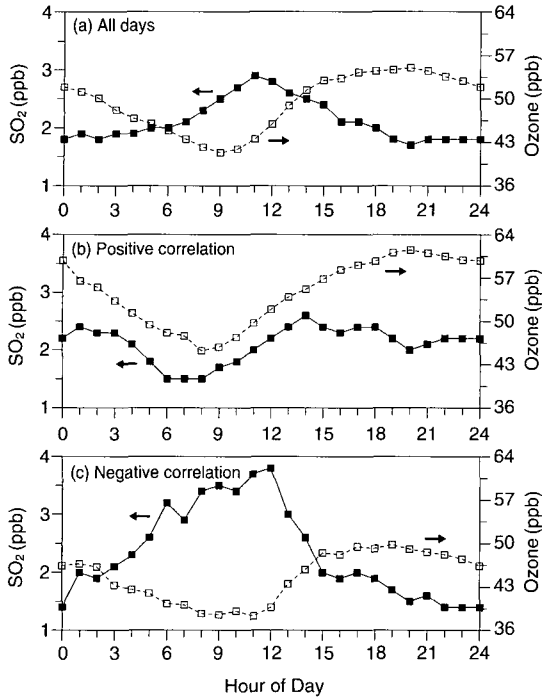 (a) All days
SO2 (ppb)
4
3
2
1
Ozone (ppb)
64
57
50
43
36
0 3 6 9 12 15 18 21 24
(b) Positive correlation
SO2 (ppb)
4
3
2
1
Ozone (ppb)
64
57
50
43
36
0 3 6 9 12 15 18 21 24
(c) Negative correlation
SO2 (ppb)
4
3
2
1
Ozone (ppb)
64
57
50
43
36
0 3 6 9 12 15 18 21 24
Hour of Day